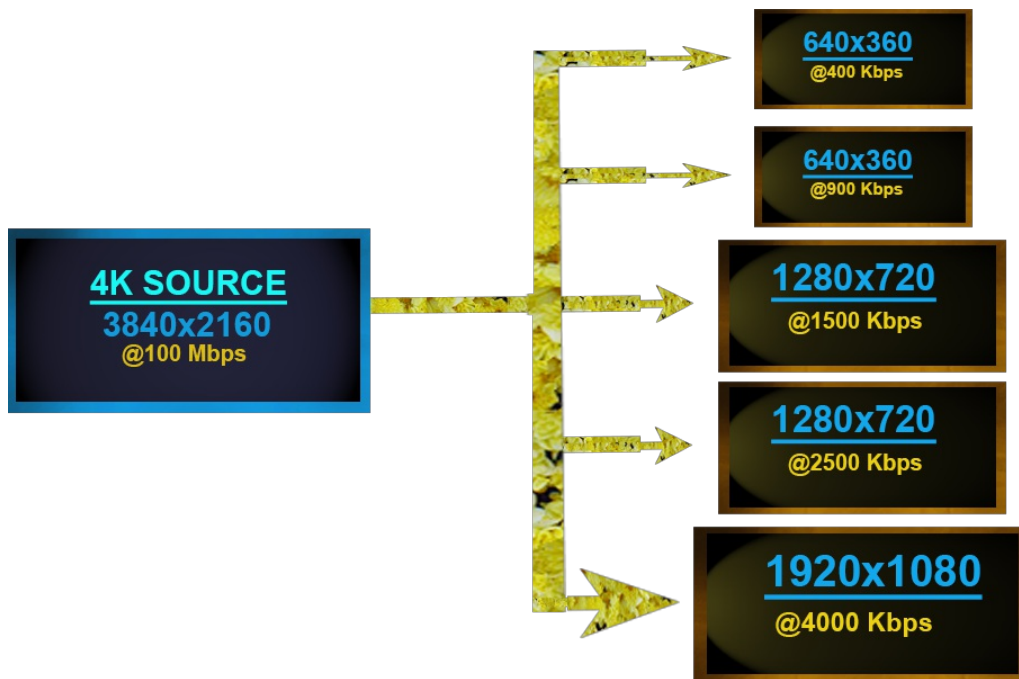 4K SOURCE
3840x2160
@100 Mbps
640x360
@400 Kbps
640x360
@900 Kbps
1280x720
@1500 Kbps
1280x720
@2500 Kbps
1920x1080
@4000 Kbps